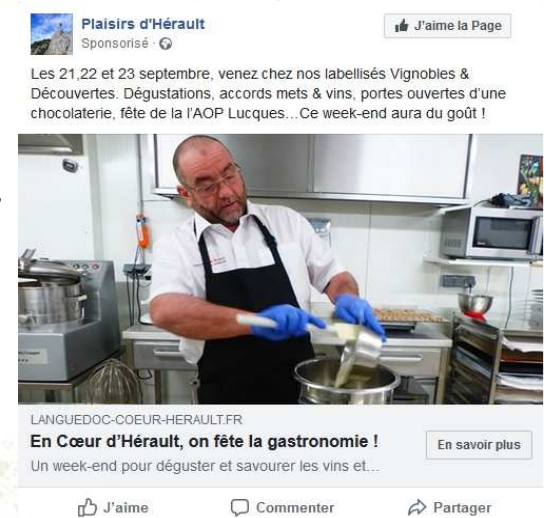 Plaisirs d'Hérault
J'aime la Page
Sponsorisé ·
Les 21,22 et 23 septembre, venez chez nos labellisés Vignobles &
Découvertes. Dégustations, accords mets & vins, portes ouvertes d'une
chocolaterie, fête de la l'AOP Lucques…Ce week-end aura du goût !
LANGUEDOC-COEUR-HERAULT.FR
En Cœur d'Hérault, on fête la gastronomie !
En savoir plus
Un week-end pour déguster et savourer les vins et…
J'aime
Commenter
Partager